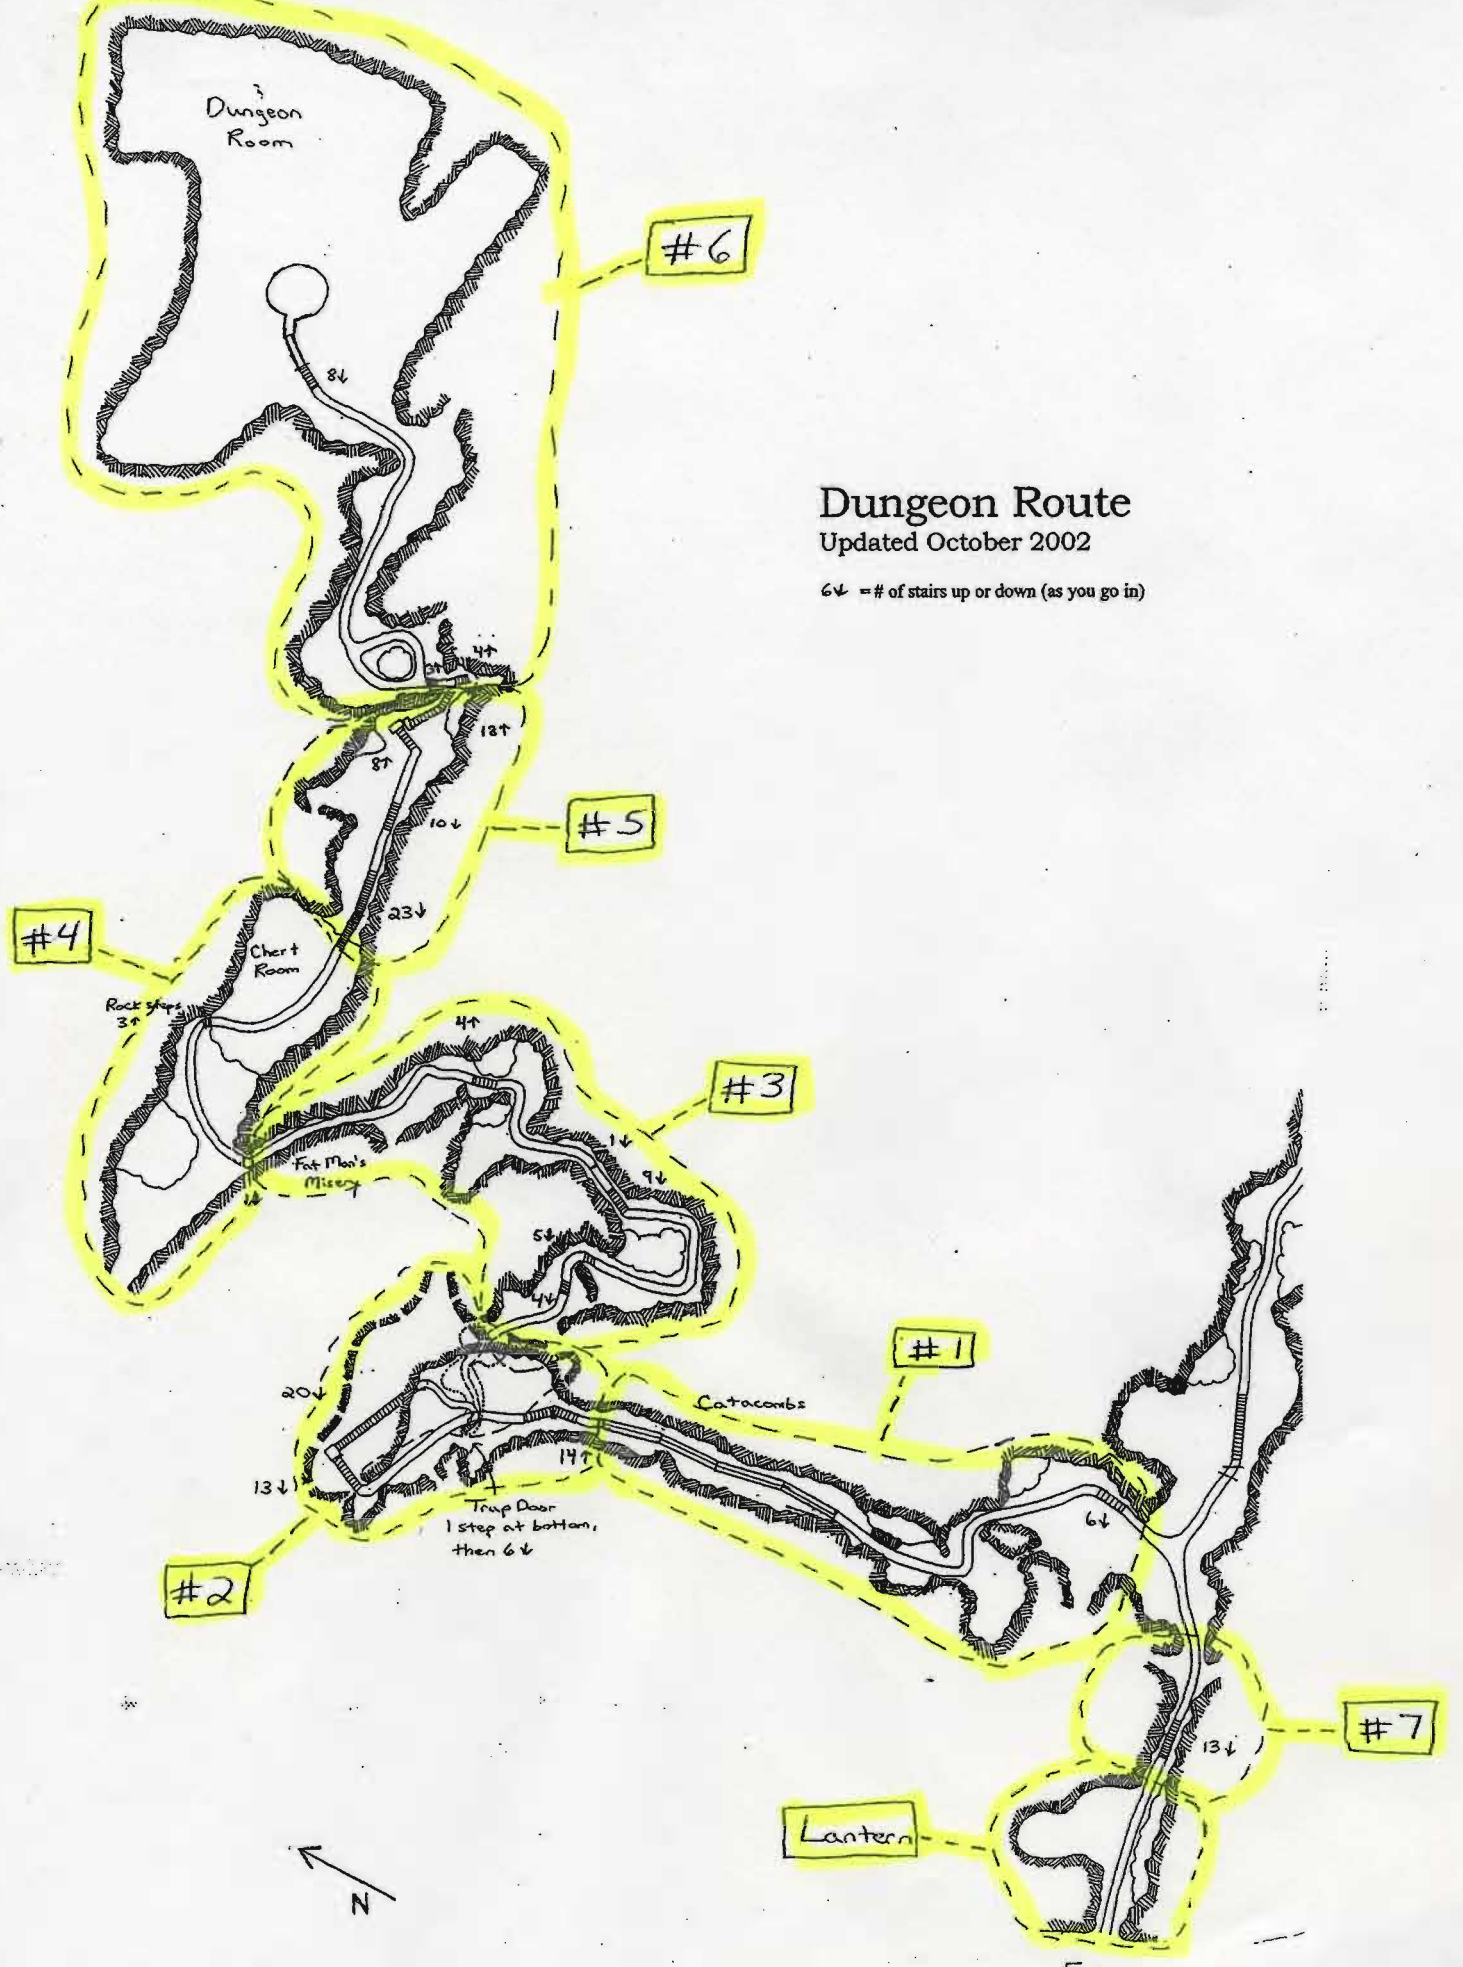 Dungeon
Room
#6
8↓
Dungeon Route
Updated October 2002
6↓ = # of stairs up or down (as you go in)
4↑
3↑
13↑
8↑
10↓
#5
23↓
#4
Chert
Room
Rock steps
3↑
4↑
#3
1↓
9↓
Fat Man's
Misery
1↓
5↓
4↓
#1
20↓
Catacombs
14↑
13↓
Trap Door
1 step at bottom,
then 6↓
6↓
#2
#7
13↓
Lantern
N